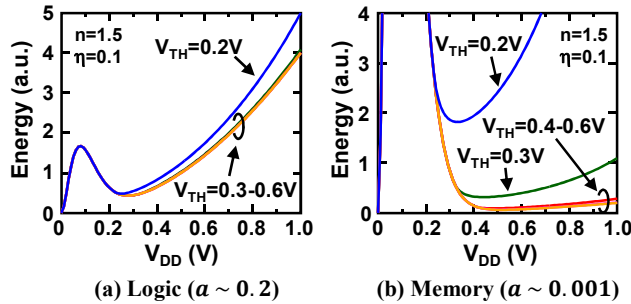 5
4
3
2
1
0
Energy (a.u.)
n=1.5
η=0.1
V_TH=0.2V
V_TH=0.3-0.6V
0 0.2 0.4 0.6 0.8 1.0
V_DD (V)
(a) Logic (a ~ 0.2)
4
3
2
1
0
Energy (a.u.)
n=1.5
η=0.1
V_TH=0.2V
V_TH=0.4-0.6V
V_TH=0.3V
0 0.2 0.4 0.6 0.8 1.0
V_DD (V)
(b) Memory (a ~ 0.001)